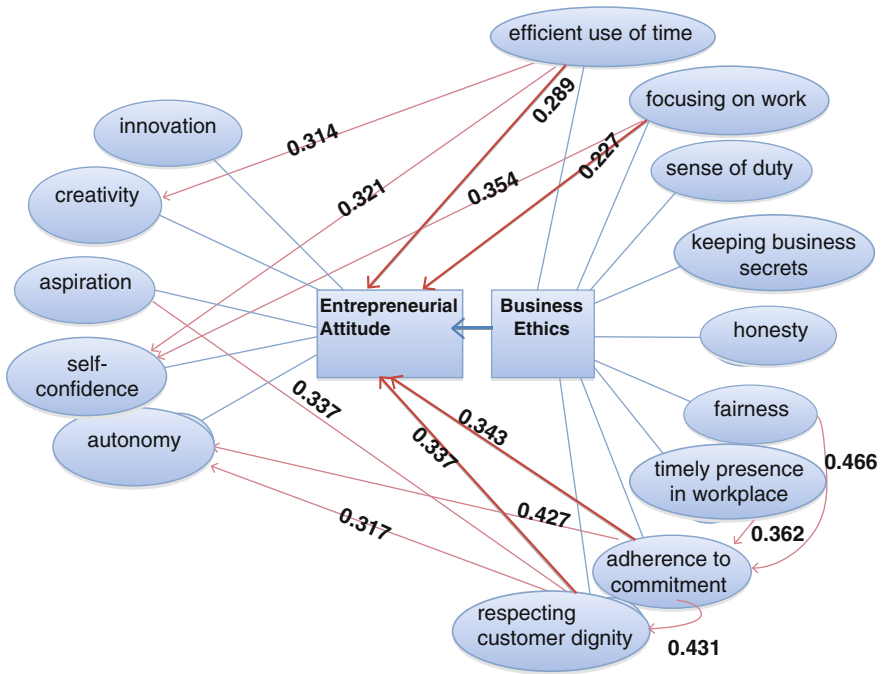 efficient use of time
focusing on work
innovation
0.289
0.314
0.227
sense of duty
creativity
0.321
0.354
keeping business
secrets
aspiration
Entrepreneurial
Attitude
Business
Ethics
honesty
self-
confidence
0.337
fairness
autonomy
0.343
0.337
0.466
timely presence
in workplace
0.427
0.317
0.362
adherence to
commitment
respecting
customer dignity
0.431